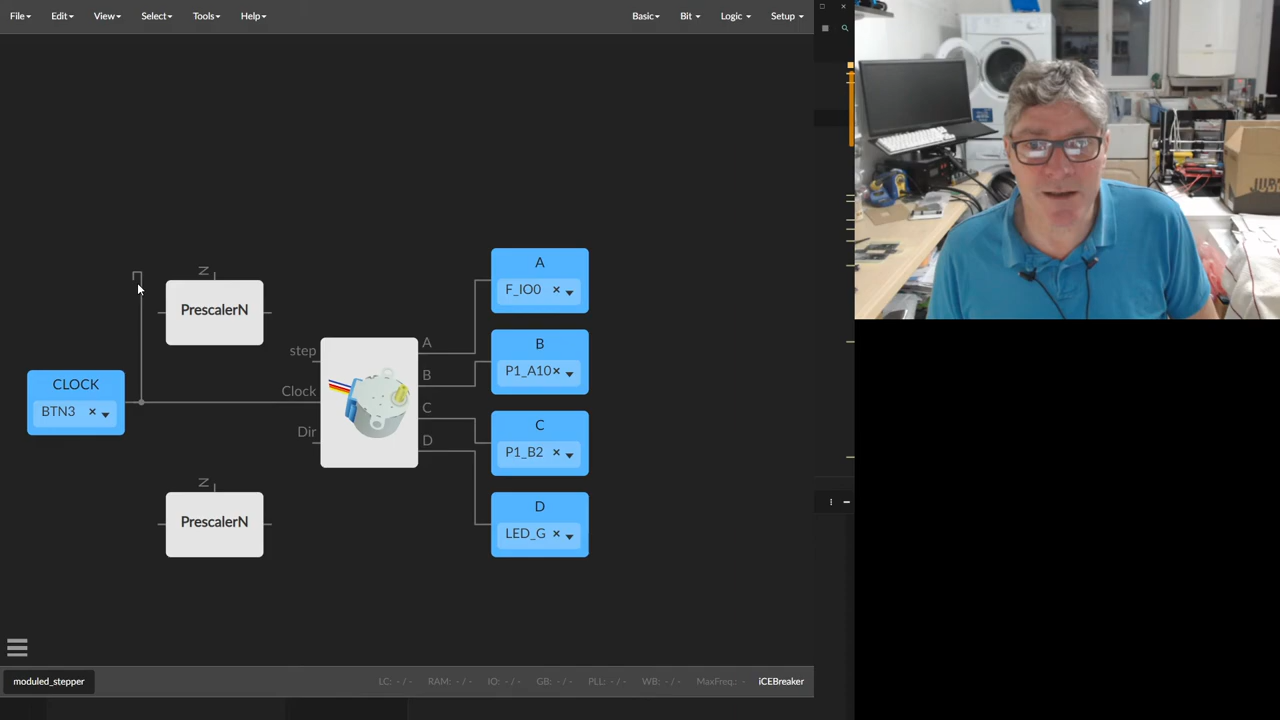 File Edit View Select Tools Help Basic Bit Logic Setup
N
PrescalerN
A
F_IO0
step
A
B
P1_A10
CLOCK
BTN3
Clock
B
C
P1_B2
Dir
C
D
N
PrescalerN
D
LED_G
moduled_stepper LC: - / - RAM: - / - IO: - / - GB: - / - PLL: - / - WB: - / - MaxFreq.: - iCEBreaker